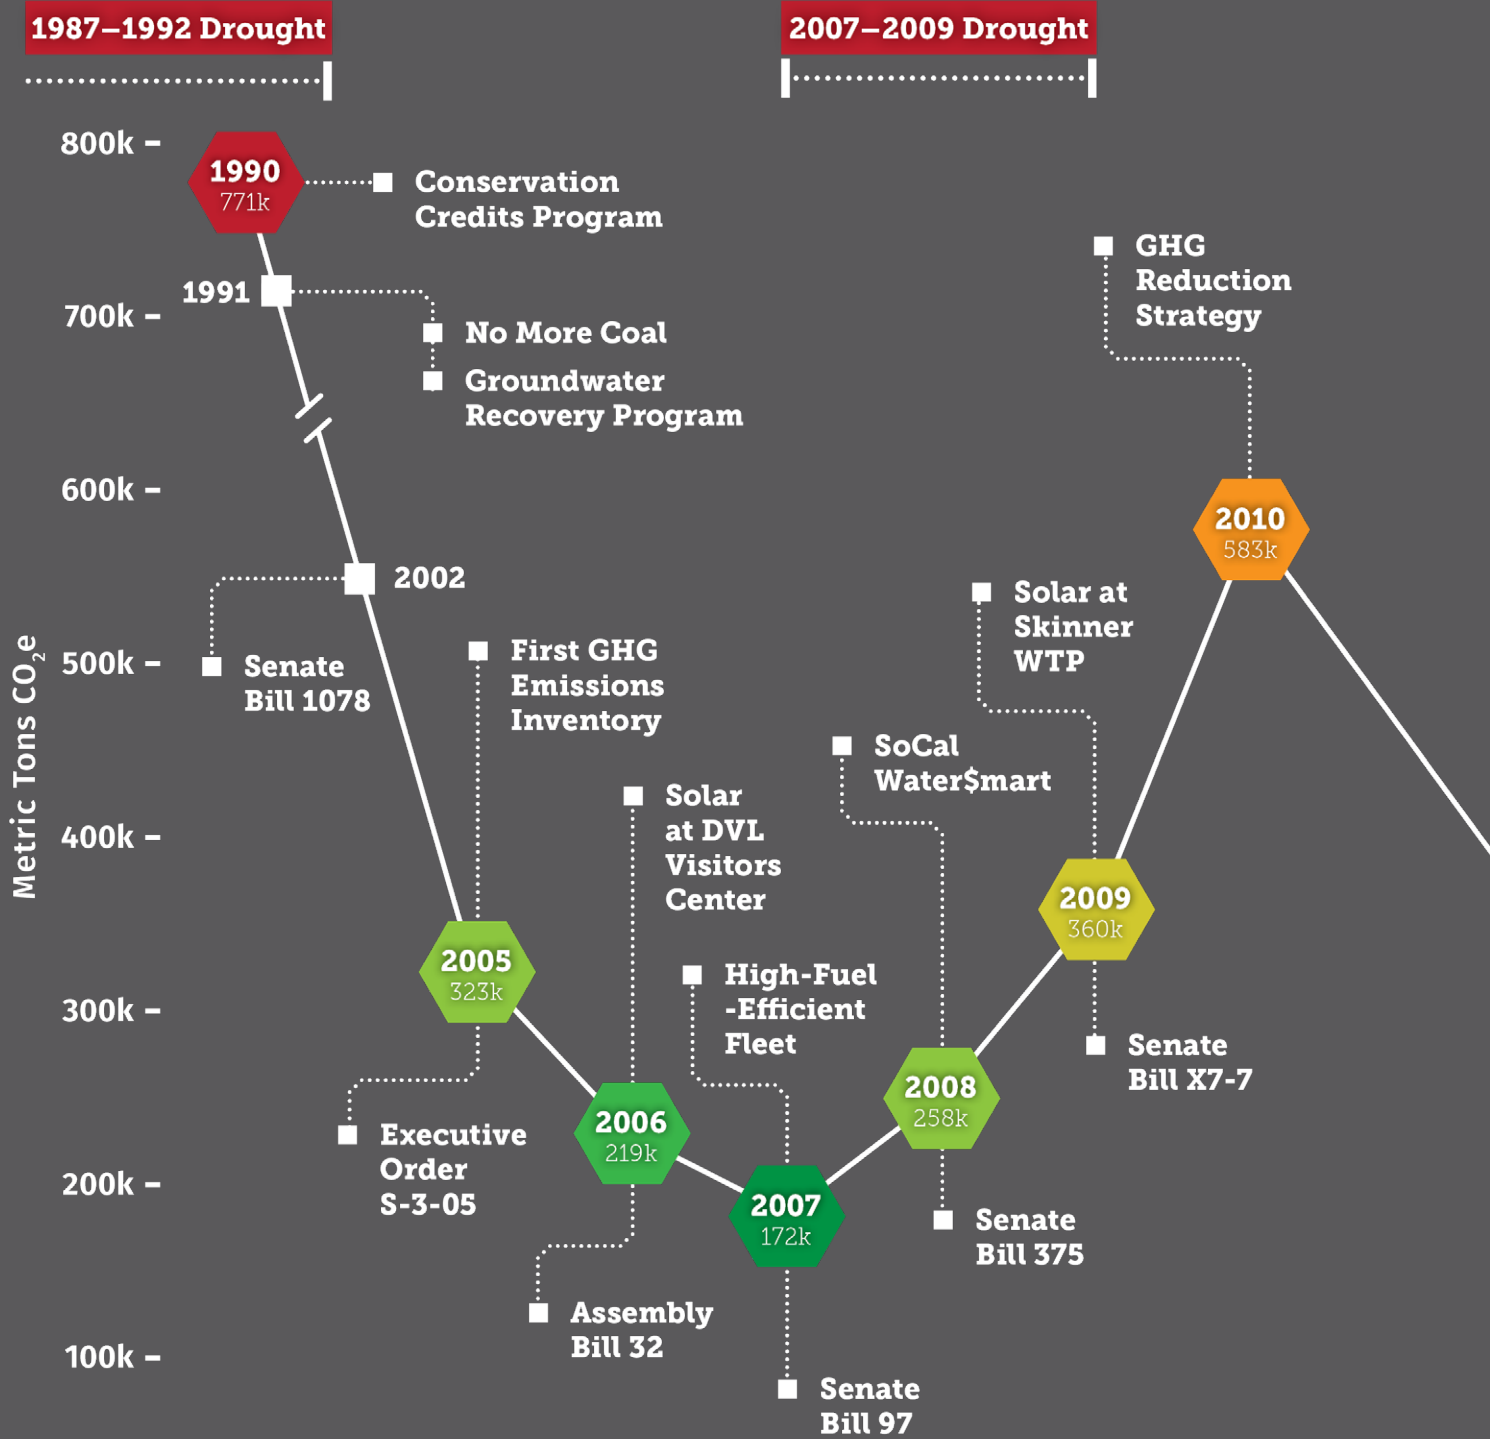 1987–1992 Drought
2007–2009 Drought
Metric Tons CO₂e
800k
700k
600k
500k
400k
300k
200k
100k
1990
771k
Conservation
Credits Program
1991
No More Coal
Groundwater
Recovery Program
2002
Senate
Bill 1078
First GHG
Emissions
Inventory
2005
323k
Executive
Order
S-3-05
Solar
at DVL
Visitors
Center
2006
219k
Assembly
Bill 32
High-Fuel
-Efficient
Fleet
2007
172k
Senate
Bill 97
SoCal
Water$mart
2008
258k
Senate
Bill 375
Solar at
Skinner
WTP
2009
360k
Senate
Bill X7-7
GHG
Reduction
Strategy
2010
583k